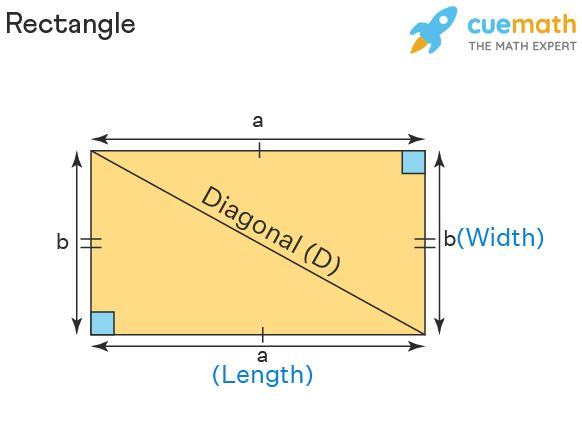 Rectangle
cuemath
THE MATH EXPERT
a
Diagonal (D)
b
b(Width)
a
(Length)